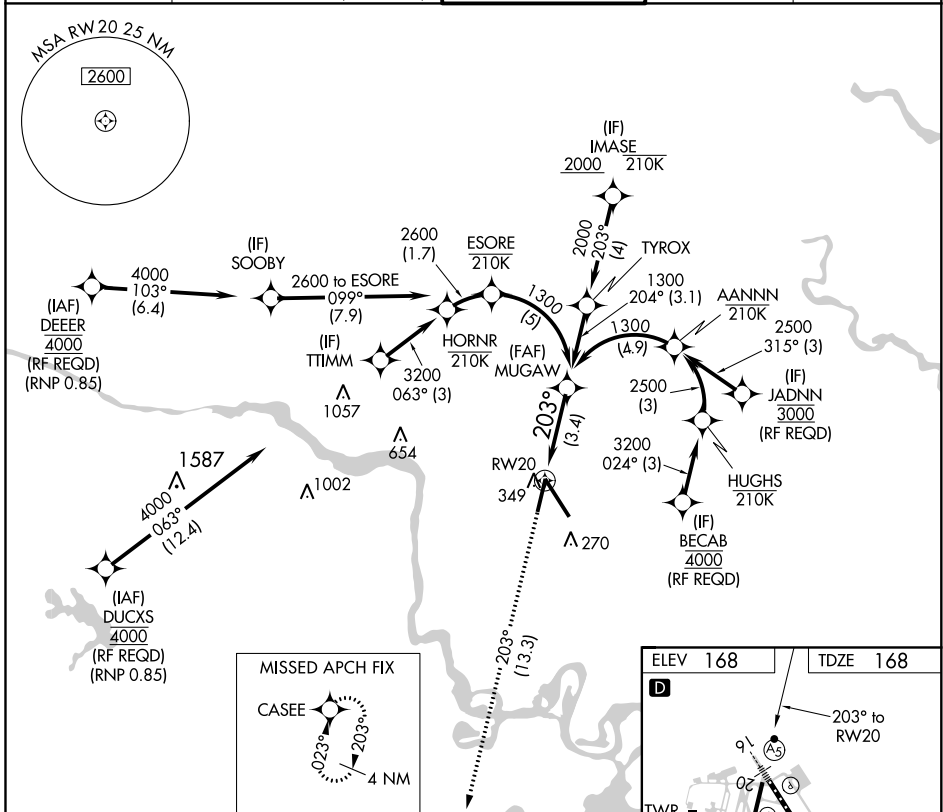 MSA RW20 25 NM
2600
(IF)
IMASE
2000
210K
2000
203°
(4)
TYROX
1300
204° (3.1)
(IF)
SOOBY
2600
(1.7)
ESORE
210K
4000
103°
(6.4)
2600 to ESORE
099°
(7.9)
(IAF)
DEEER
4000
(RF REQD)
(RNP 0.85)
(IF)
TTIMM
HORNR
210K
3200
063° (3)
1300
(5)
(FAF)
MUGAW
1300
(4.9)
AANNN
210K
2500
315° (3)
(IF)
JADNN
3000
(RF REQD)
2500
(3)
HUGHS
210K
3200
024° (3)
(IF)
BECAB
4000
(RF REQD)
203°
(3.4)
RW20
349
270
1057
654
1587
1002
4000
063°
(12.4)
(IAF)
DUCXS
4000
(RF REQD)
(RNP 0.85)
203°
(13.3)
MISSED APCH FIX
CASEE
023°
203°
4 NM
ELEV 168
TDZE 168
D
203° to
RW20
A5
16
20
P
TWR